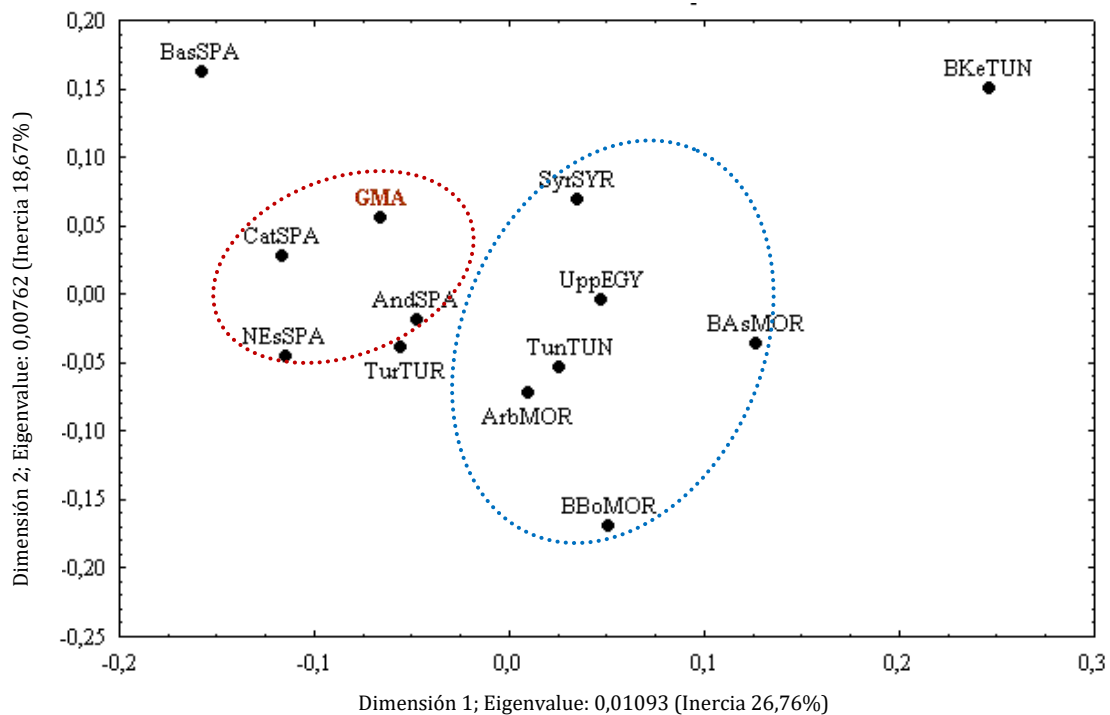 0,20
0,15
0,10
0,05
0,00
-0,05
-0,10
-0,15
-0,20
-0,25
Dimensión 2; Eigenvalue: 0,00762 (Inercia 18,67%)
BasSPA
BKeTUN
SyrSYR
GMA
CatSPA
UppEGY
AndSPA
BAsMOR
NEsSPA
TunTUN
TurTUR
ArbMOR
BBoMOR
-0,2
-0,1
0,0
0,1
0,2
0,3
Dimensión 1; Eigenvalue: 0,01093 (Inercia 26,76%)